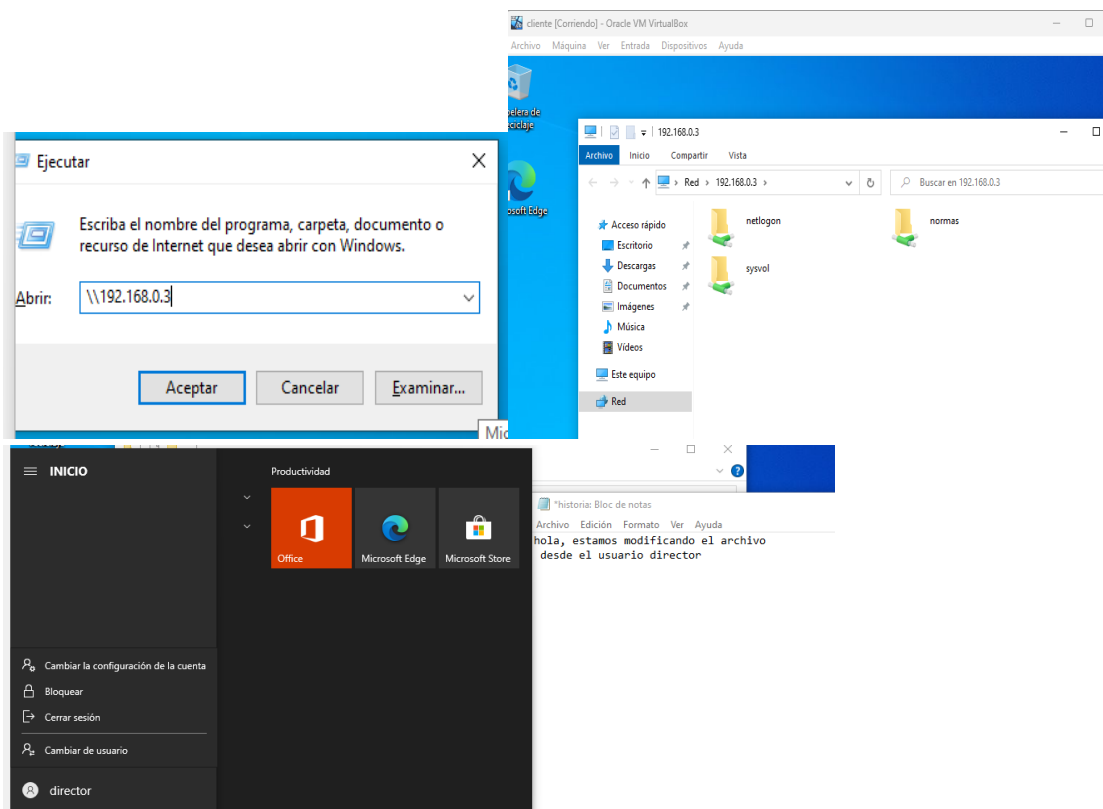 cliente [Corriendo] - Oracle VM VirtualBox
Archivo Máquina Ver Entrada Dispositivos Ayuda
192.168.0.3
Archivo Inicio Compartir Vista
Red > 192.168.0.3 >
Buscar en 192.168.0.3
Acceso rápido
Escritorio
Descargas
Documentos
Imágenes
Música
Vídeos
Este equipo
Red
netlogon
normas
sysvol
Ejecutar
Escriba el nombre del programa, carpeta, documento o
recurso de Internet que desea abrir con Windows.
Abrir:
\\192.168.0.3
Aceptar
Cancelar
Examinar...
INICIO
Productividad
Office
Microsoft Edge
Microsoft Store
Cambiar la configuración de la cuenta
Bloquear
Cerrar sesión
Cambiar de usuario
director
*historia: Bloc de notas
Archivo Edición Formato Ver Ayuda
hola, estamos modificando el archivo
desde el usuario director